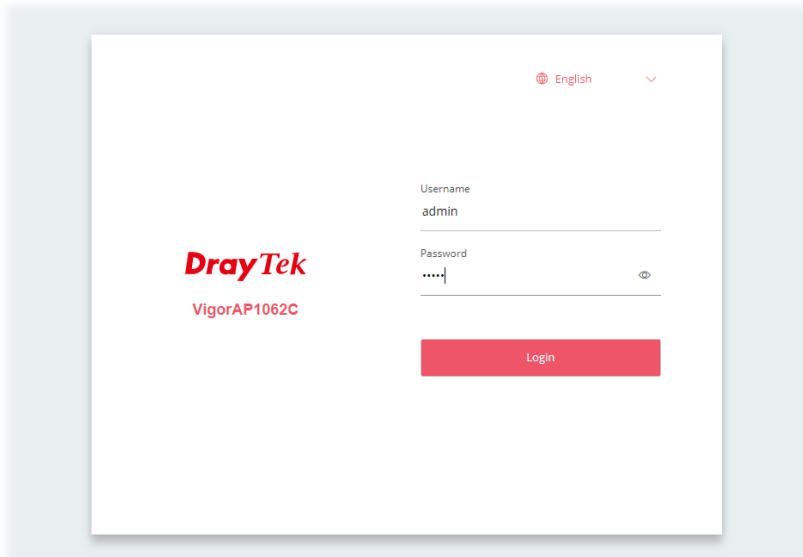 English
Username
admin
Password
•••••
DrayTek
VigorAP1062C
Login